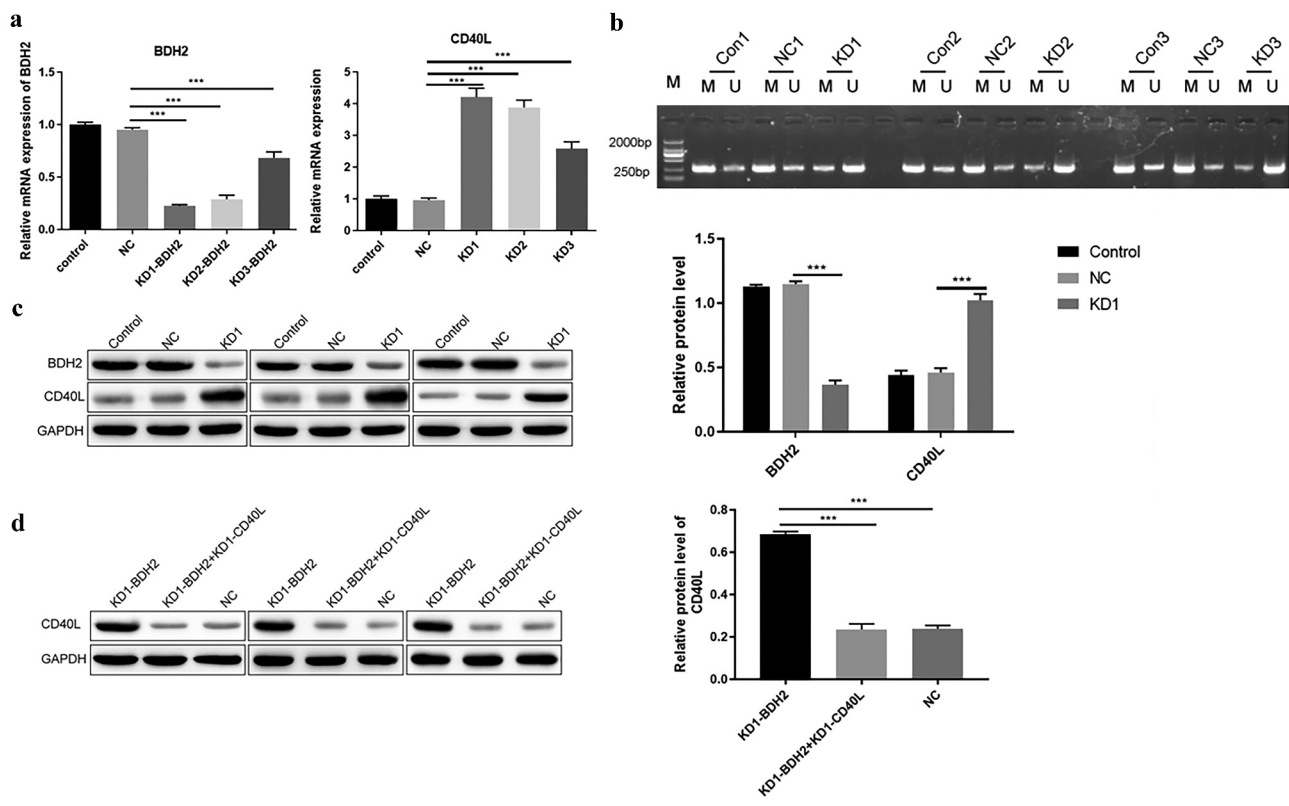 a
BDH2
Relative mRNA expression of BDH2
1.5
1.0
0.5
0.0
***
***
***
control
NC
KD1-BDH2
KD2-BDH2
KD3-BDH2
CD40L
Relative mRNA expression
5
4
3
2
1
0
***
***
***
control
NC
KD1
KD2
KD3
b
Con1 NC1 KD1 Con2 NC2 KD2 Con3 NC3 KD3
M M U M U M U M U M U M U M U M U M U
2000bp
250bp
c
Control NC KD1 Control NC KD1 Control NC KD1
BDH2
CD40L
GAPDH
Relative protein level
1.5
1.0
0.5
0.0
***
***
BDH2
CD40L
Control
NC
KD1
d
KD1-BDH2 KD1-BDH2+KD1-CD40L NC KD1-BDH2 KD1-BDH2+KD1-CD40L NC KD1-BDH2 KD1-BDH2+KD1-CD40L NC
CD40L
GAPDH
Relative protein level of
CD40L
0.8
0.6
0.4
0.2
0.0
***
***
KD1-BDH2
KD1-BDH2+KD1-CD40L
NC